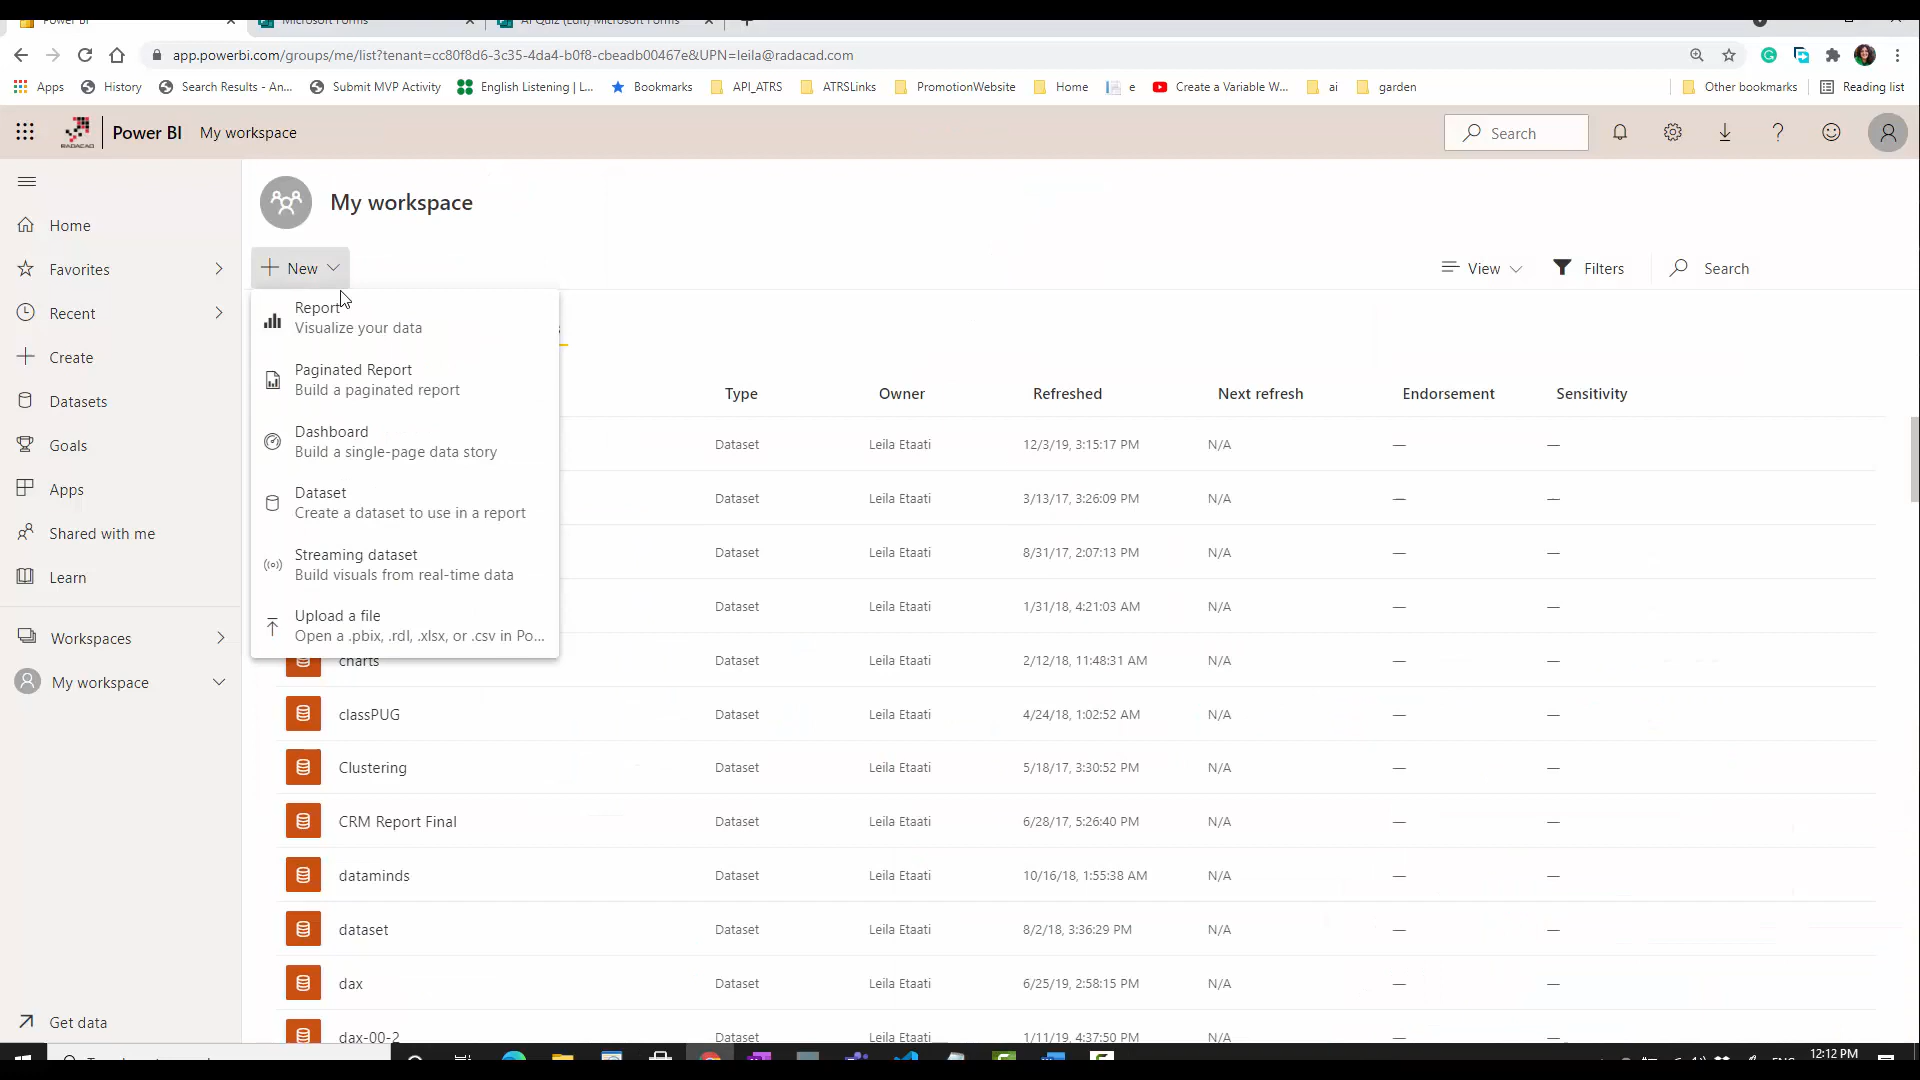 Power BI
Microsoft Forms
AI Quiz (Edit) Microsoft Forms
app.powerbi.com/groups/me/list?tenant=cc80f8d6-3c35-4da4-b0f8-cbeadb00467e&UPN=leila@radacad.com
Apps History Search Results - An... Submit MVP Activity English Listening | L... Bookmarks API_ATRS ATRSLinks PromotionWebsite Home e Create a Variable W... ai garden Other bookmarks Reading list
RADACAD
Power BI My workspace Search
My workspace
Home
Favorites
Recent
Create
Datasets
Goals
Apps
Shared with me
Learn
Workspaces
My workspace
Get data
New View Filters Search
Report
Visualize your data
Paginated Report
Build a paginated report
Dashboard
Build a single-page data story
Dataset
Create a dataset to use in a report
Streaming dataset
Build visuals from real-time data
Upload a file
Open a .pbix, .rdl, .xlsx, or .csv in Po...
Type Owner Refreshed Next refresh Endorsement Sensitivity
Dataset Leila Etaati 12/3/19, 3:15:17 PM N/A — —
Dataset Leila Etaati 3/13/17, 3:26:09 PM N/A — —
Dataset Leila Etaati 8/31/17, 2:07:13 PM N/A — —
Dataset Leila Etaati 1/31/18, 4:21:03 AM N/A — —
charts Dataset Leila Etaati 2/12/18, 11:48:31 AM N/A — —
classPUG Dataset Leila Etaati 4/24/18, 1:02:52 AM N/A — —
Clustering Dataset Leila Etaati 5/18/17, 3:30:52 PM N/A — —
CRM Report Final Dataset Leila Etaati 6/28/17, 5:26:40 PM N/A — —
dataminds Dataset Leila Etaati 10/16/18, 1:55:38 AM N/A — —
dataset Dataset Leila Etaati 8/2/18, 3:36:29 PM N/A — —
dax Dataset Leila Etaati 6/25/19, 2:58:15 PM N/A — —
dax-00-2 Dataset Leila Etaati 1/11/19, 4:37:50 PM N/A — —
ENG 12:12 PM